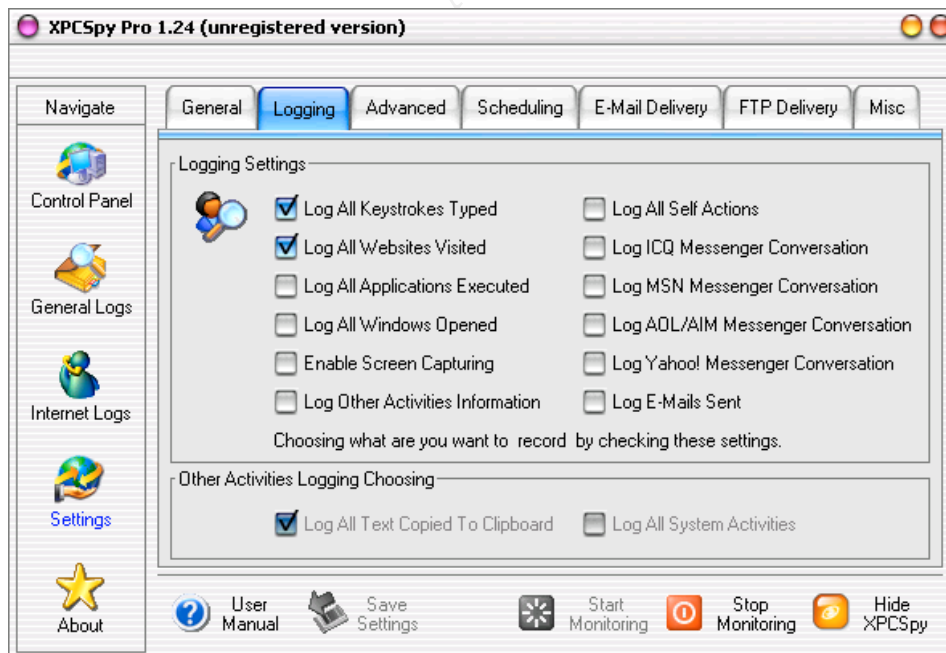 XPCSpy Pro 1.24 (unregistered version)
Navigate
Control Panel
General Logs
Internet Logs
Settings
About
General
Logging
Advanced
Scheduling
E-Mail Delivery
FTP Delivery
Misc
Logging Settings
Log All Keystrokes Typed
Log All Self Actions
Log All Websites Visited
Log ICQ Messenger Conversation
Log All Applications Executed
Log MSN Messenger Conversation
Log All Windows Opened
Log AOL/AIM Messenger Conversation
Enable Screen Capturing
Log Yahoo! Messenger Conversation
Log Other Activities Information
Log E-Mails Sent
Choosing what are you want to record by checking these settings.
Other Activities Logging Choosing
Log All Text Copied To Clipboard
Log All System Activities
User
Manual
Save
Settings
Start
Monitoring
Stop
Monitoring
Hide
XPCSpy